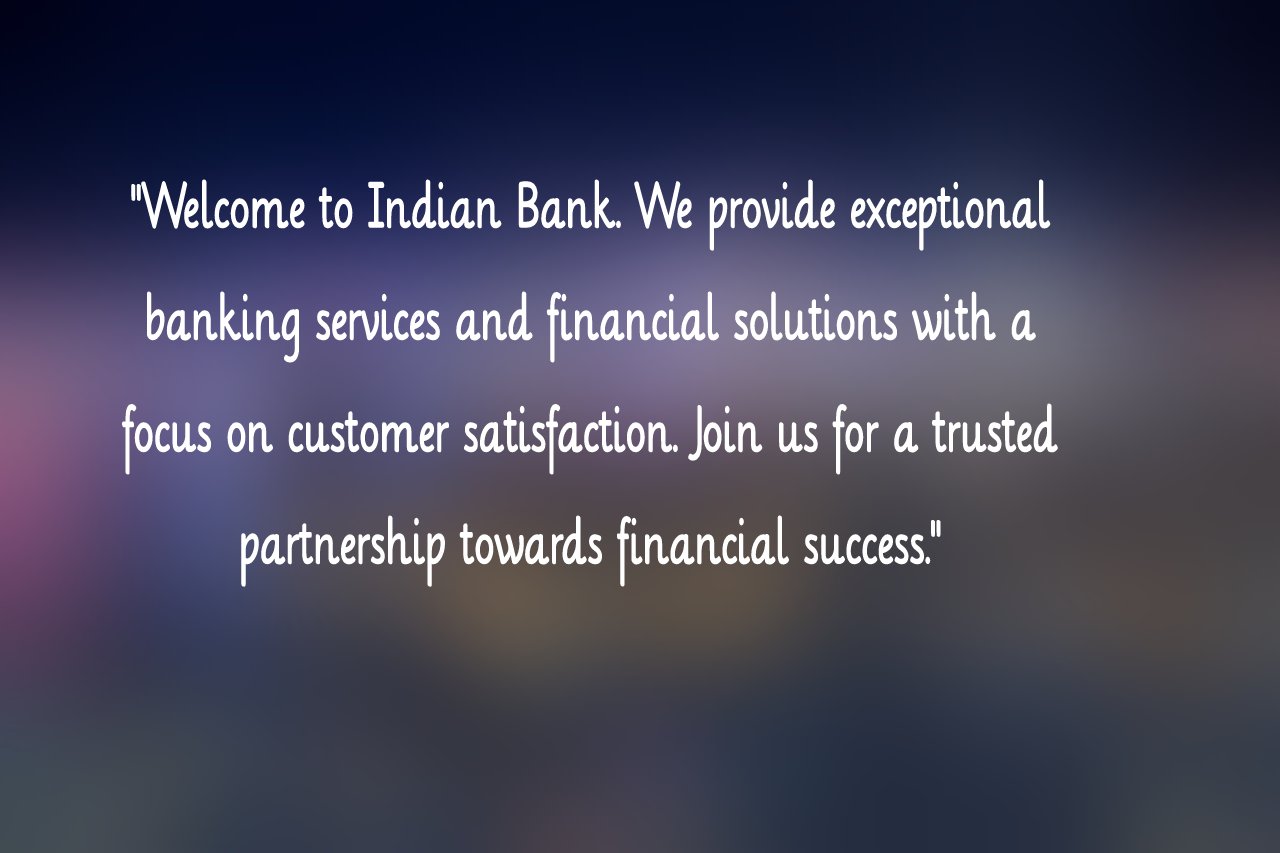 "Welcome to Indian Bank. We provide exceptional
banking services and financial solutions with a
focus on customer satisfaction. Join us for a trusted
partnership towards financial success."